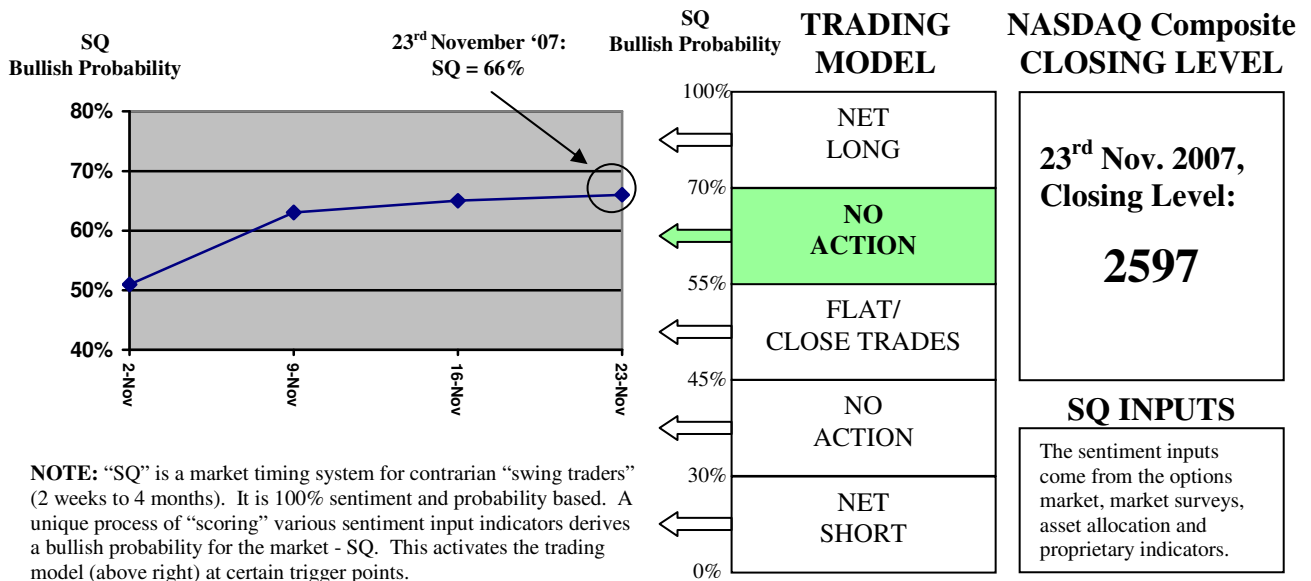 SQ
Bullish Probability
23rd November ‘07:
SQ = 66%
80%
70%
60%
50%
40%
2-Nov
9-Nov
16-Nov
23-Nov
NOTE: “SQ” is a market timing system for contrarian “swing traders”
(2 weeks to 4 months). It is 100% sentiment and probability based. A
unique process of “scoring” various sentiment input indicators derives
a bullish probability for the market - SQ. This activates the trading
model (above right) at certain trigger points.
SQ
Bullish Probability
TRADING
MODEL
100%
NET
LONG
70%
NO
ACTION
55%
FLAT/
CLOSE TRADES
45%
NO
ACTION
30%
NET
SHORT
0%
NASDAQ Composite
CLOSING LEVEL
23rd Nov. 2007,
Closing Level:
2597
SQ INPUTS
The sentiment inputs
come from the options
market, market surveys,
asset allocation and
proprietary indicators.